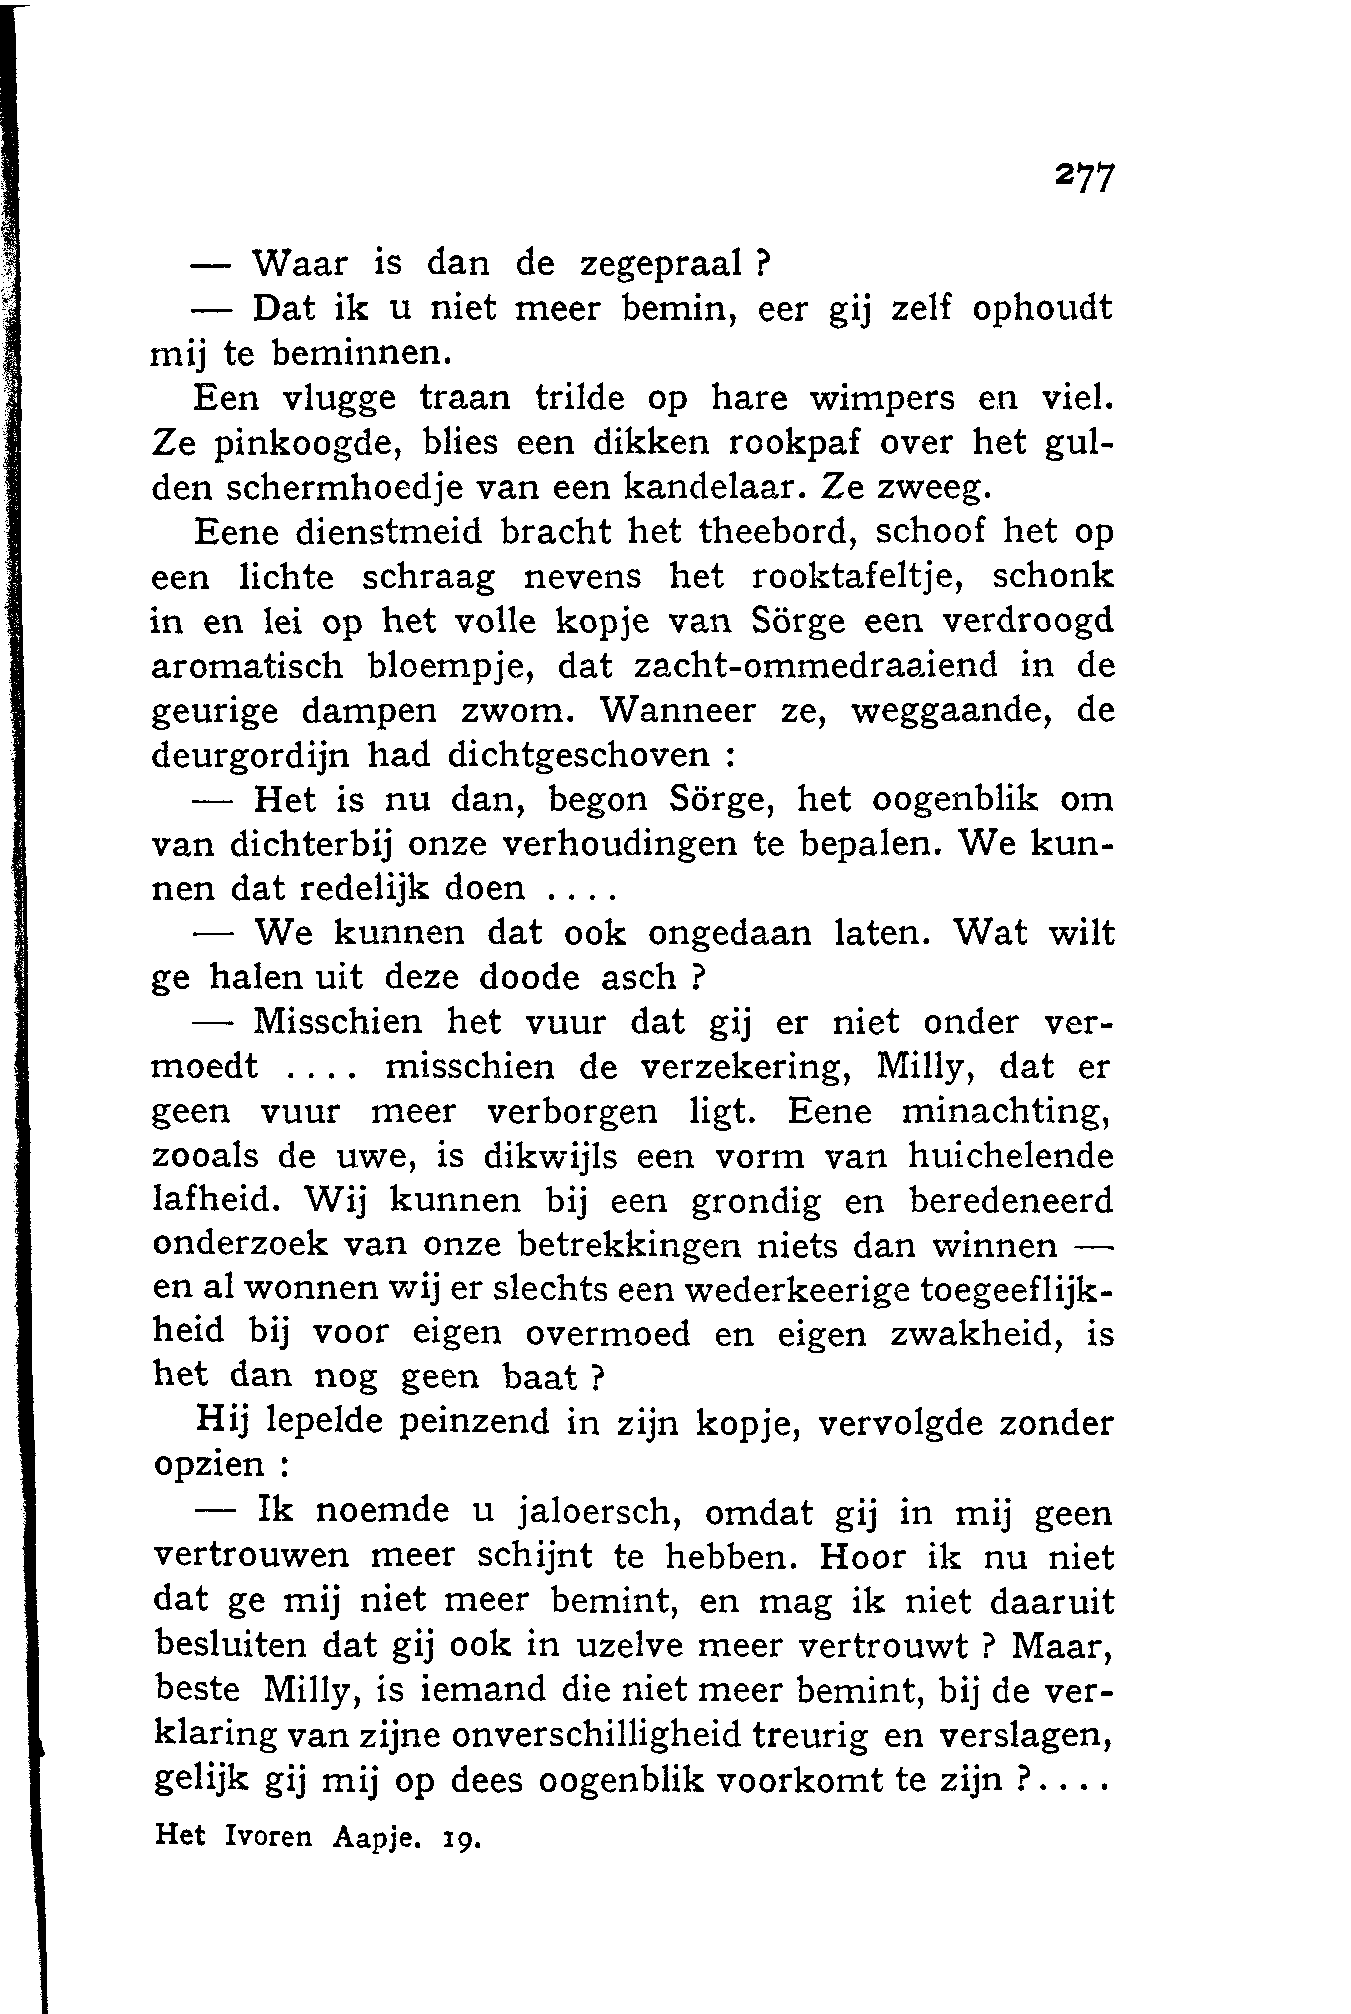 277
— Waar is dan de zegepraal ?
— Dat ik u niet meer bemin, eer gij zelf ophoudt
mij te beminnen.
Een vlugge traan trilde op hare wimpers en viel.
Ze pinkoogde, blies een dikken rookpaf over het gul-
den schermhoedje van een kandelaar. Ze zweeg.
Eene dienstmeid bracht het theebord, schoof het op
een lichte schraag nevens het rooktafeltje, schonk
in en lei op het volle kopje van Sörge een verdroogd
aromatisch bloempje, dat zacht-ommedraaiend in de
geurige dampen zwom. Wanneer ze, weggaande, de
deurgordijn had dichtgeschoven :
— Het is nu dan, begon Sörge, het oogenblik om
van dichterbij onze verhoudingen te bepalen. We kun-
nen dat redelijk doen ....
— We kunnen dat ook ongedaan laten. Wat wilt
ge halen uit deze doode asch ?
— Misschien het vuur dat gij er niet onder ver-
moedt .... misschien de verzekering, Milly, dat er
geen vuur meer verborgen ligt. Eene minachting,
zooals de uwe, is dikwijls een vorm van huichelende
lafheid. Wij kunnen bij een grondig en beredeneerd
onderzoek van onze betrekkingen niets dan winnen —
en al wonnen wij er slechts een wederkeerige toegeeflijk-
heid bij voor eigen overmoed en eigen zwakheid, is
het dan nog geen baat ?
Hij lepelde peinzend in zijn kopje, vervolgde zonder
opzien :
— Ik noemde u jaloersch, omdat gij in mij geen
vertrouwen meer schijnt te hebben. Hoor ik nu niet
dat ge mij niet meer bemint, en mag ik niet daaruit
besluiten dat gij ook in uzelve meer vertrouwt ? Maar,
beste Milly, is iemand die niet meer bemint, bij de ver-
klaring van zijne onverschilligheid treurig en verslagen,
gelijk gij mij op dees oogenblik voorkomt te zijn ?....
Het Ivoren Aapje. 19.